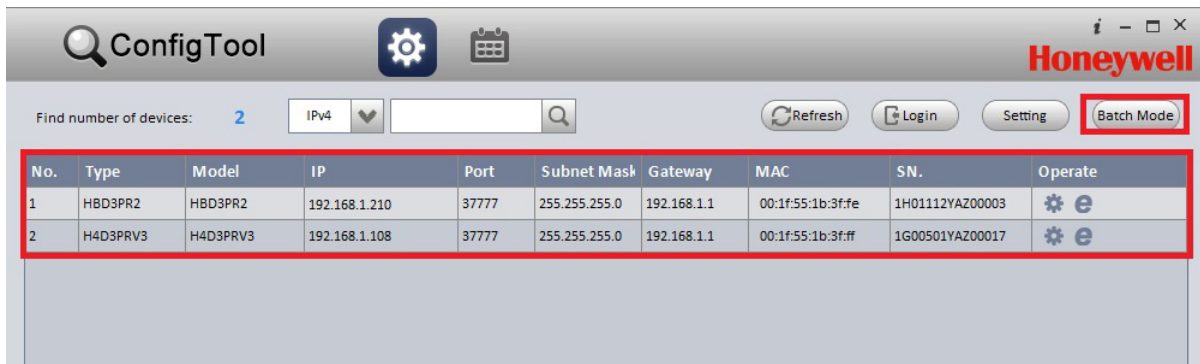 ConfigTool
i
Honeywell
Find number of devices: 2 IPv4 Refresh Login Setting Batch Mode
No. Type Model IP Port Subnet Mask Gateway MAC SN. Operate
1 HBD3PR2 HBD3PR2 192.168.1.210 37777 255.255.255.0 192.168.1.1 00:1f:55:1b:3f:fe 1H01112YAZ00003
2 H4D3PRV3 H4D3PRV3 192.168.1.108 37777 255.255.255.0 192.168.1.1 00:1f:55:1b:3f:ff 1G00501YAZ00017